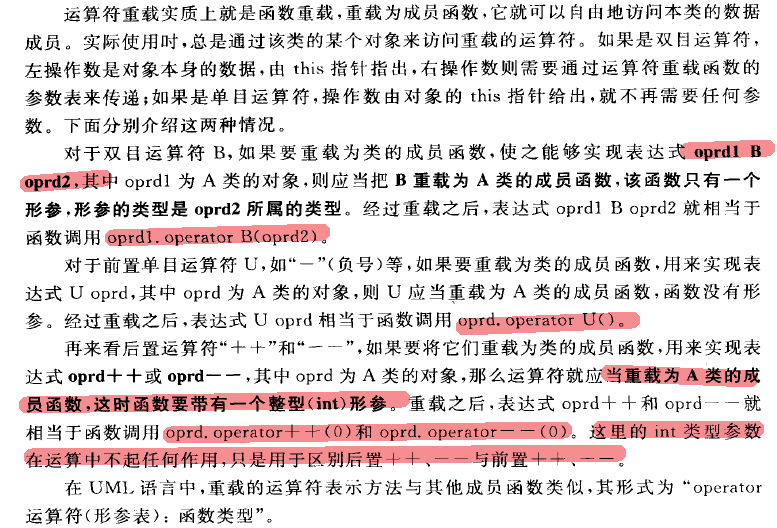 运算符重载实质上就是函数重载，重载为成员函数，它就可以自由地访问本类的数据
成员。实际使用时，总是通过该类的某个对象来访问重载的运算符。如果是双目运算符，
左操作数是对象本身的数据，由 this 指针指出，右操作数则需要通过运算符重载函数的
参数表来传递；如果是单目运算符，操作数由对象的 this 指针给出，就不再需要任何参
数。下面分别介绍这两种情况。
对于双目运算符 B，如果要重载为类的成员函数，使之能够实现表达式 oprd1 B
oprd2，其中 oprd1 为 A 类的对象，则应当把 B 重载为 A 类的成员函数，该函数只有一个
形参，形参的类型是 oprd2 所属的类型。经过重载之后，表达式 oprd1 B oprd2 就相当于
函数调用 oprd1.operator B(oprd2)。
对于前置单目运算符 U，如“－”(负号)等，如果要重载为类的成员函数，用来实现表
达式 U oprd，其中 oprd 为 A 类的对象，则 U 应当重载为 A 类的成员函数，函数没有形
参。经过重载之后，表达式 U oprd 相当于函数调用 oprd.operator U()。
再来看后置运算符“＋＋”和“－－”，如果要将它们重载为类的成员函数，用来实现表
达式 oprd＋＋或 oprd－－，其中 oprd 为 A 类的对象，那么运算符就应当重载为 A 类的成
员函数，这时函数要带有一个整型(int)形参。重载之后，表达式 oprd＋＋和 oprd－－就
相当于函数调用 oprd.operator＋＋(0)和 oprd.operator－－(0)。这里的 int 类型参数
在运算中不起任何作用，只是用于区别后置＋＋、－－与前置＋＋、－－。
在 UML 语言中，重载的运算符表示方法与其他成员函数类似，其形式为“operator
运算符(形参表)：函数类型”。